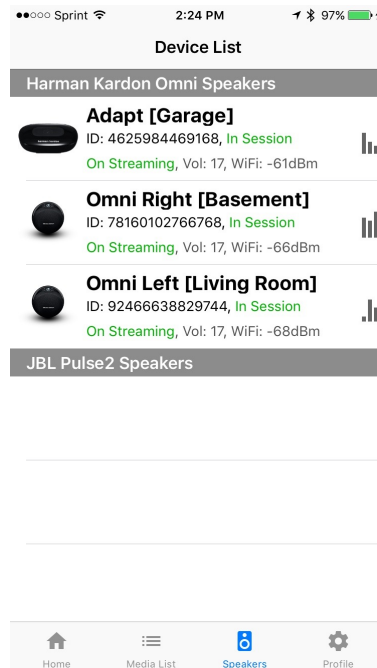 Sprint 2:24 PM 97%
Device List
Harman Kardon Omni Speakers
Adapt [Garage]
ID: 4625984469168, In Session
On Streaming, Vol: 17, WiFi: -61dBm
Omni Right [Basement]
ID: 78160102766768, In Session
On Streaming, Vol: 17, WiFi: -66dBm
Omni Left [Living Room]
ID: 92466638829744, In Session
On Streaming, Vol: 17, WiFi: -68dBm
JBL Pulse2 Speakers
Home Media List Speakers Profile